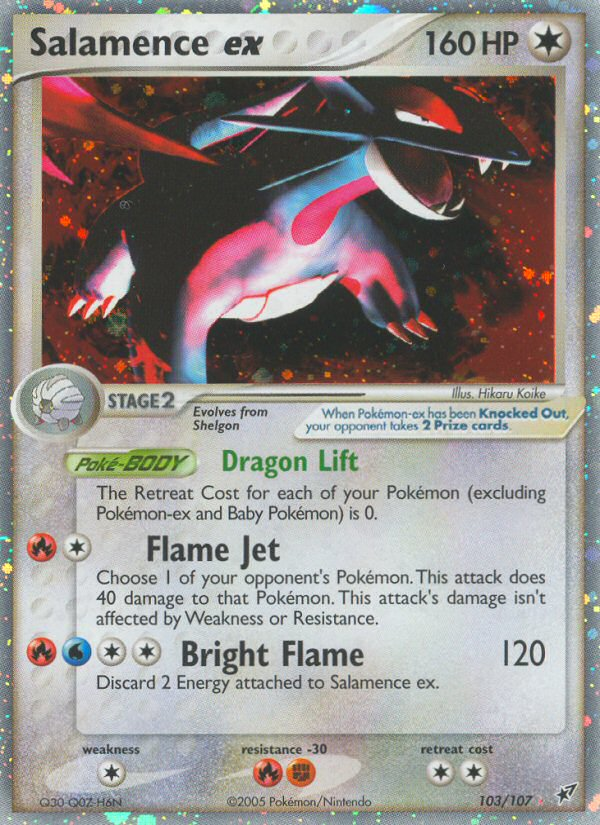 Salamence ex 160 HP
Illus. Hikaru Koike
STAGE 2
Evolves from
Shelgon
When Pokémon-ex has been Knocked Out,
your opponent takes 2 Prize cards.
Poké-BODY Dragon Lift
The Retreat Cost for each of your Pokémon (excluding
Pokémon-ex and Baby Pokémon) is 0.
Flame Jet
Choose 1 of your opponent's Pokémon. This attack does
40 damage to that Pokémon. This attack's damage isn't
affected by Weakness or Resistance.
Bright Flame 120
Discard 2 Energy attached to Salamence ex.
weakness resistance -30 retreat cost
Q30-Q0Z-H6N ©2005 Pokémon/Nintendo 103/107